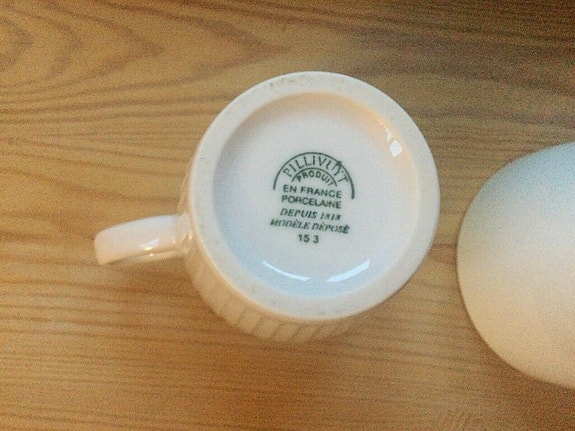 PILLIVUYT
PRODUIT
EN FRANCE
PORCELAINE
DEPUIS 1818
MODÈLE DÉPOSÉ
15 3